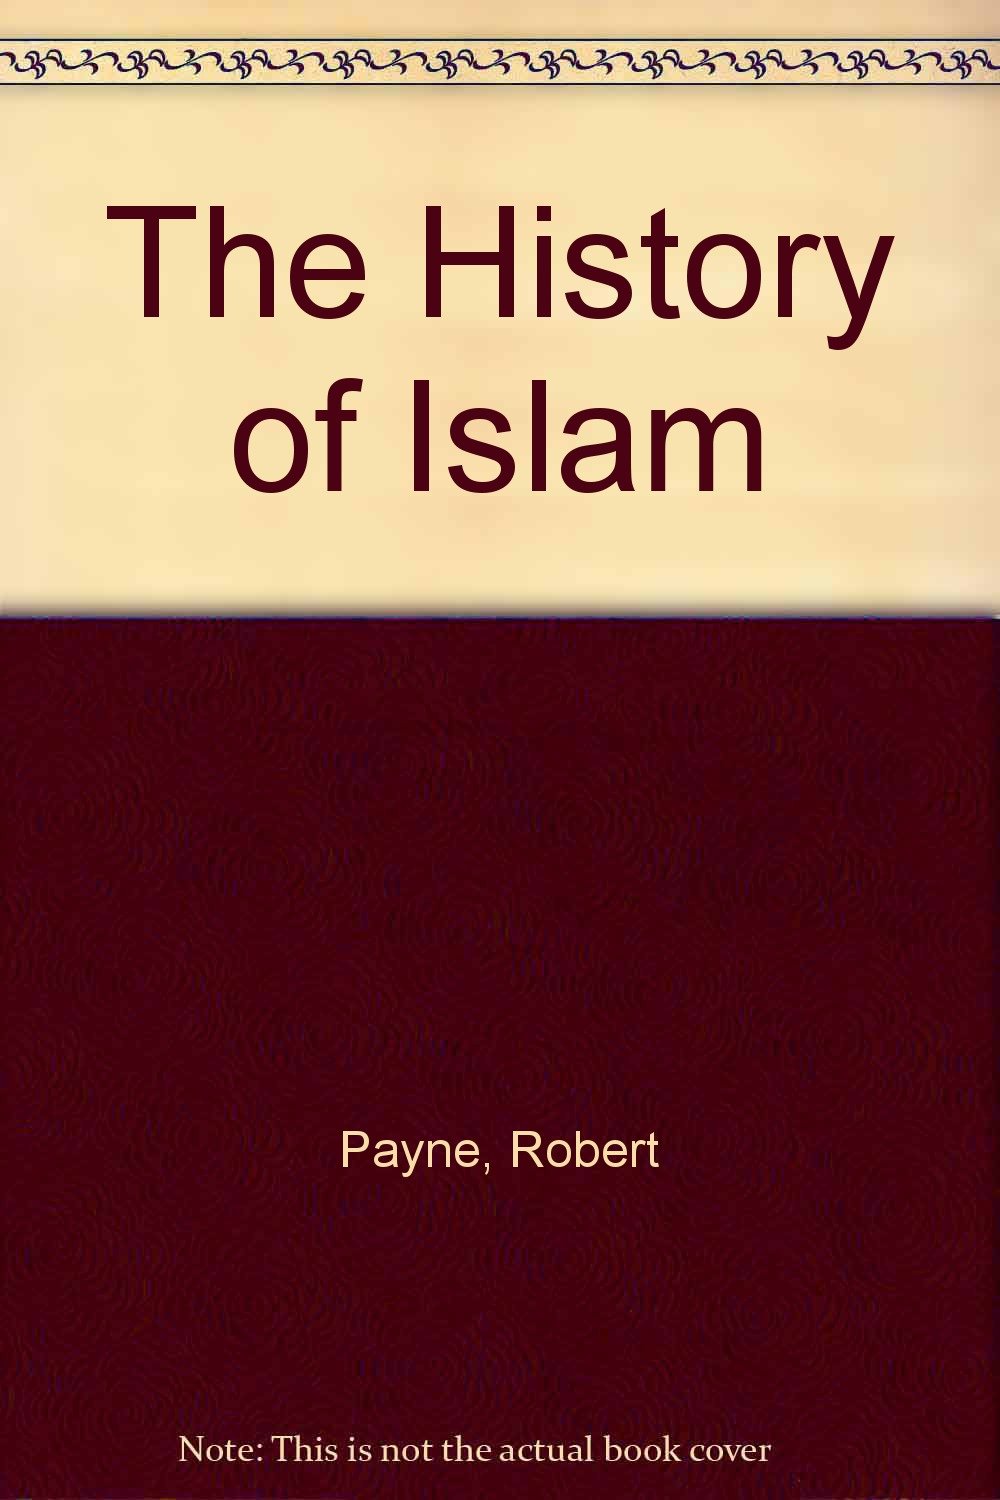 The History
of Islam
Payne, Robert
Note: This is not the actual book cover